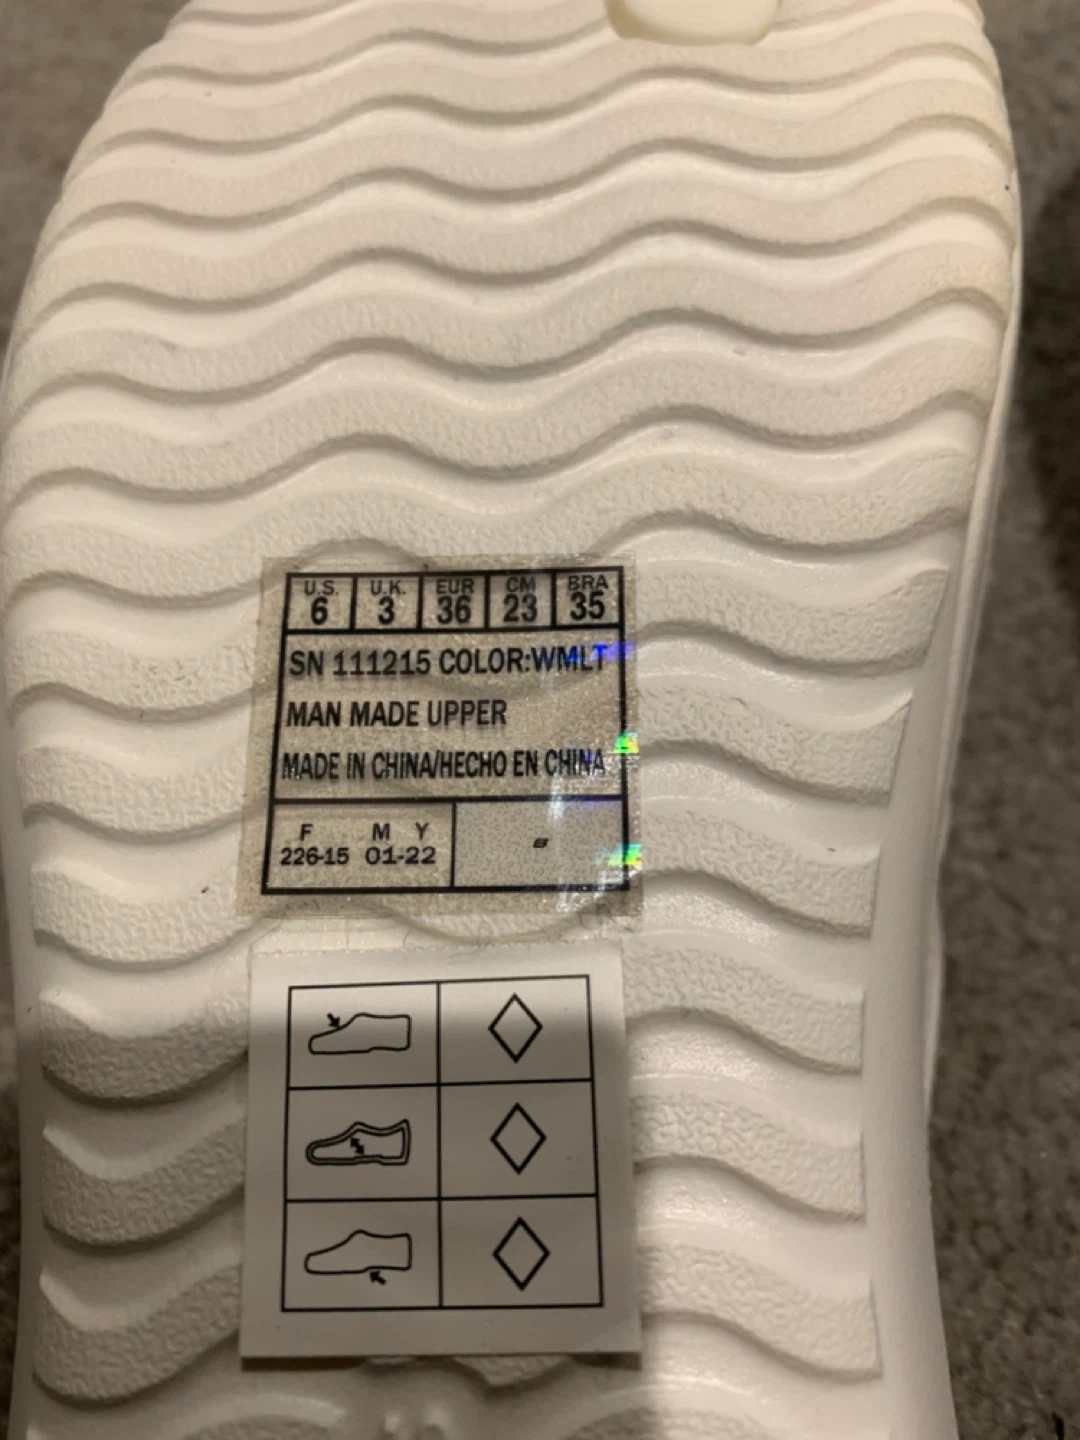 U.S. U.K. EUR CM BRA
6 3 36 23 35
SN 111215 COLOR:WMLT
MAN MADE UPPER
MADE IN CHINA/HECHO EN CHINA
F M Y
226-15 01-22